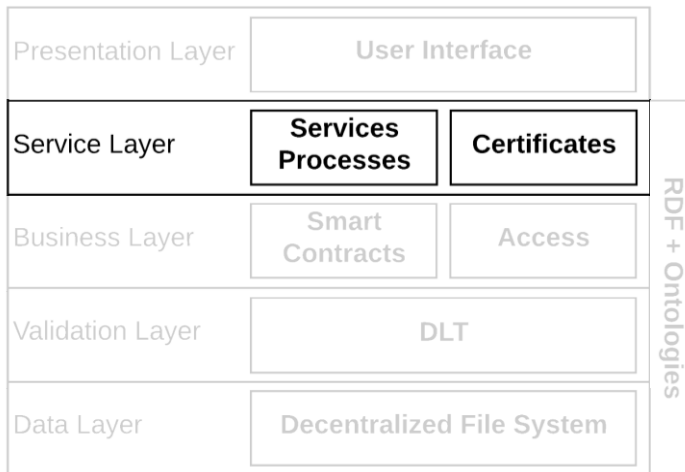 Presentation Layer
User Interface
Service Layer
Services
Processes
Certificates
Business Layer
Smart
Contracts
Access
Validation Layer
DLT
Data Layer
Decentralized File System
RDF + Ontologies